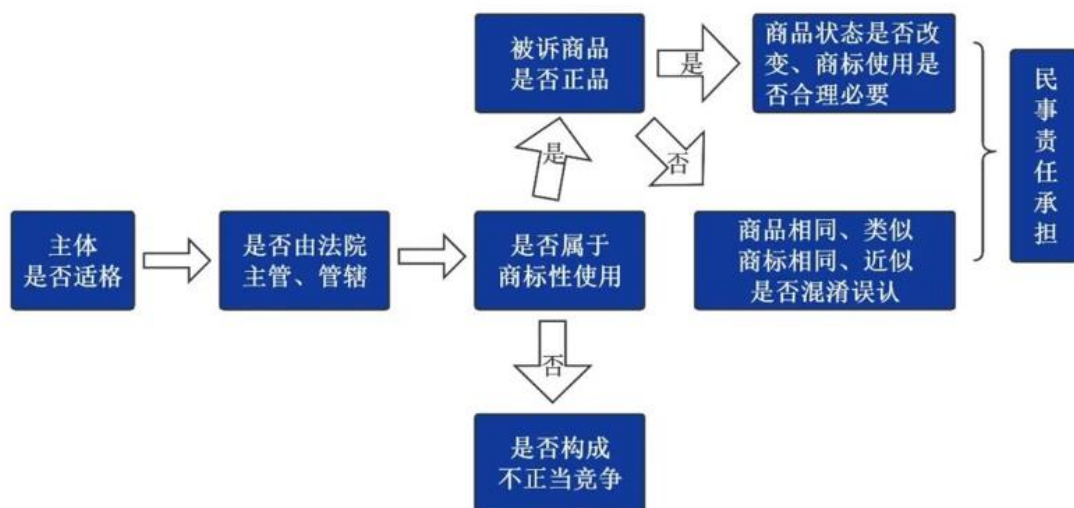 被诉商品
是否正品
是
商品状态是否改
变、商标使用是
否合理必要
民
事
责
任
承
担
是
否
主体
是否适格
是否由法院
主管、管辖
是否属于
商标性使用
商品相同、类似
商标相同、近似
是否混淆误认
否
是否构成
不正当竞争